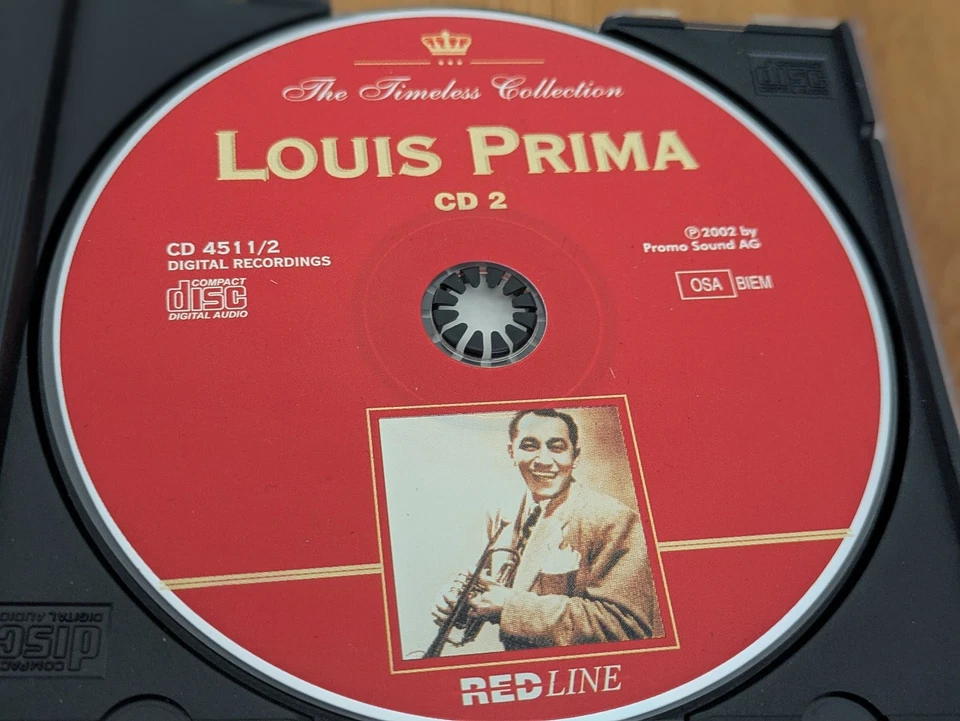 The Timeless Collection
LOUIS PRIMA
CD 2
CD 4511/2
DIGITAL RECORDINGS
COMPACT
disc
DIGITAL AUDIO
℗2002 by
Promo Sound AG
OSA BIEM
REDLINE
disc
COMPACT
disc
DIGITAL AUDIO